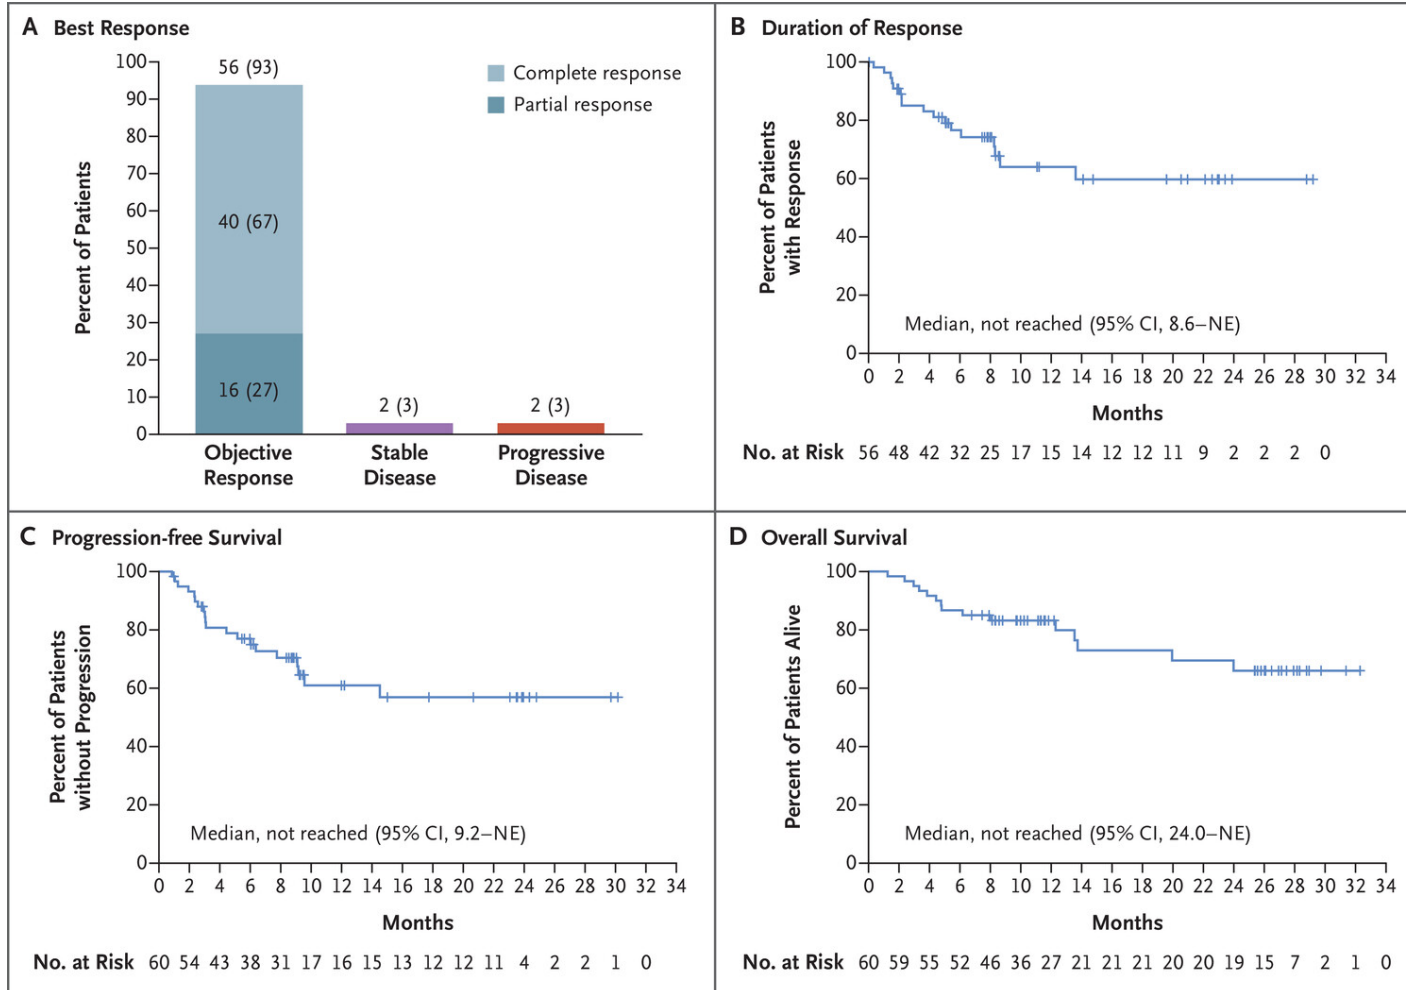 A Best Response
100
90
80
70
60
50
40
30
20
10
0
Percent of Patients
56 (93)
40 (67)
16 (27)
2 (3)
2 (3)
Complete response
Partial response
Objective
Response
Stable
Disease
Progressive
Disease
B Duration of Response
100
80
60
40
20
0
Percent of Patients
with Response
Median, not reached (95% CI, 8.6–NE)
0 2 4 6 8 10 12 14 16 18 20 22 24 26 28 30 32 34
Months
No. at Risk 56 48 42 32 25 17 15 14 12 12 11 9 2 2 2 0
C Progression-free Survival
100
80
60
40
20
0
Percent of Patients
without Progression
Median, not reached (95% CI, 9.2–NE)
0 2 4 6 8 10 12 14 16 18 20 22 24 26 28 30 32 34
Months
No. at Risk 60 54 43 38 31 17 16 15 13 12 12 11 4 2 2 1 0
D Overall Survival
100
80
60
40
20
0
Percent of Patients Alive
Median, not reached (95% CI, 24.0–NE)
0 2 4 6 8 10 12 14 16 18 20 22 24 26 28 30 32 34
Months
No. at Risk 60 59 55 52 46 36 27 21 21 21 20 20 19 15 7 2 1 0